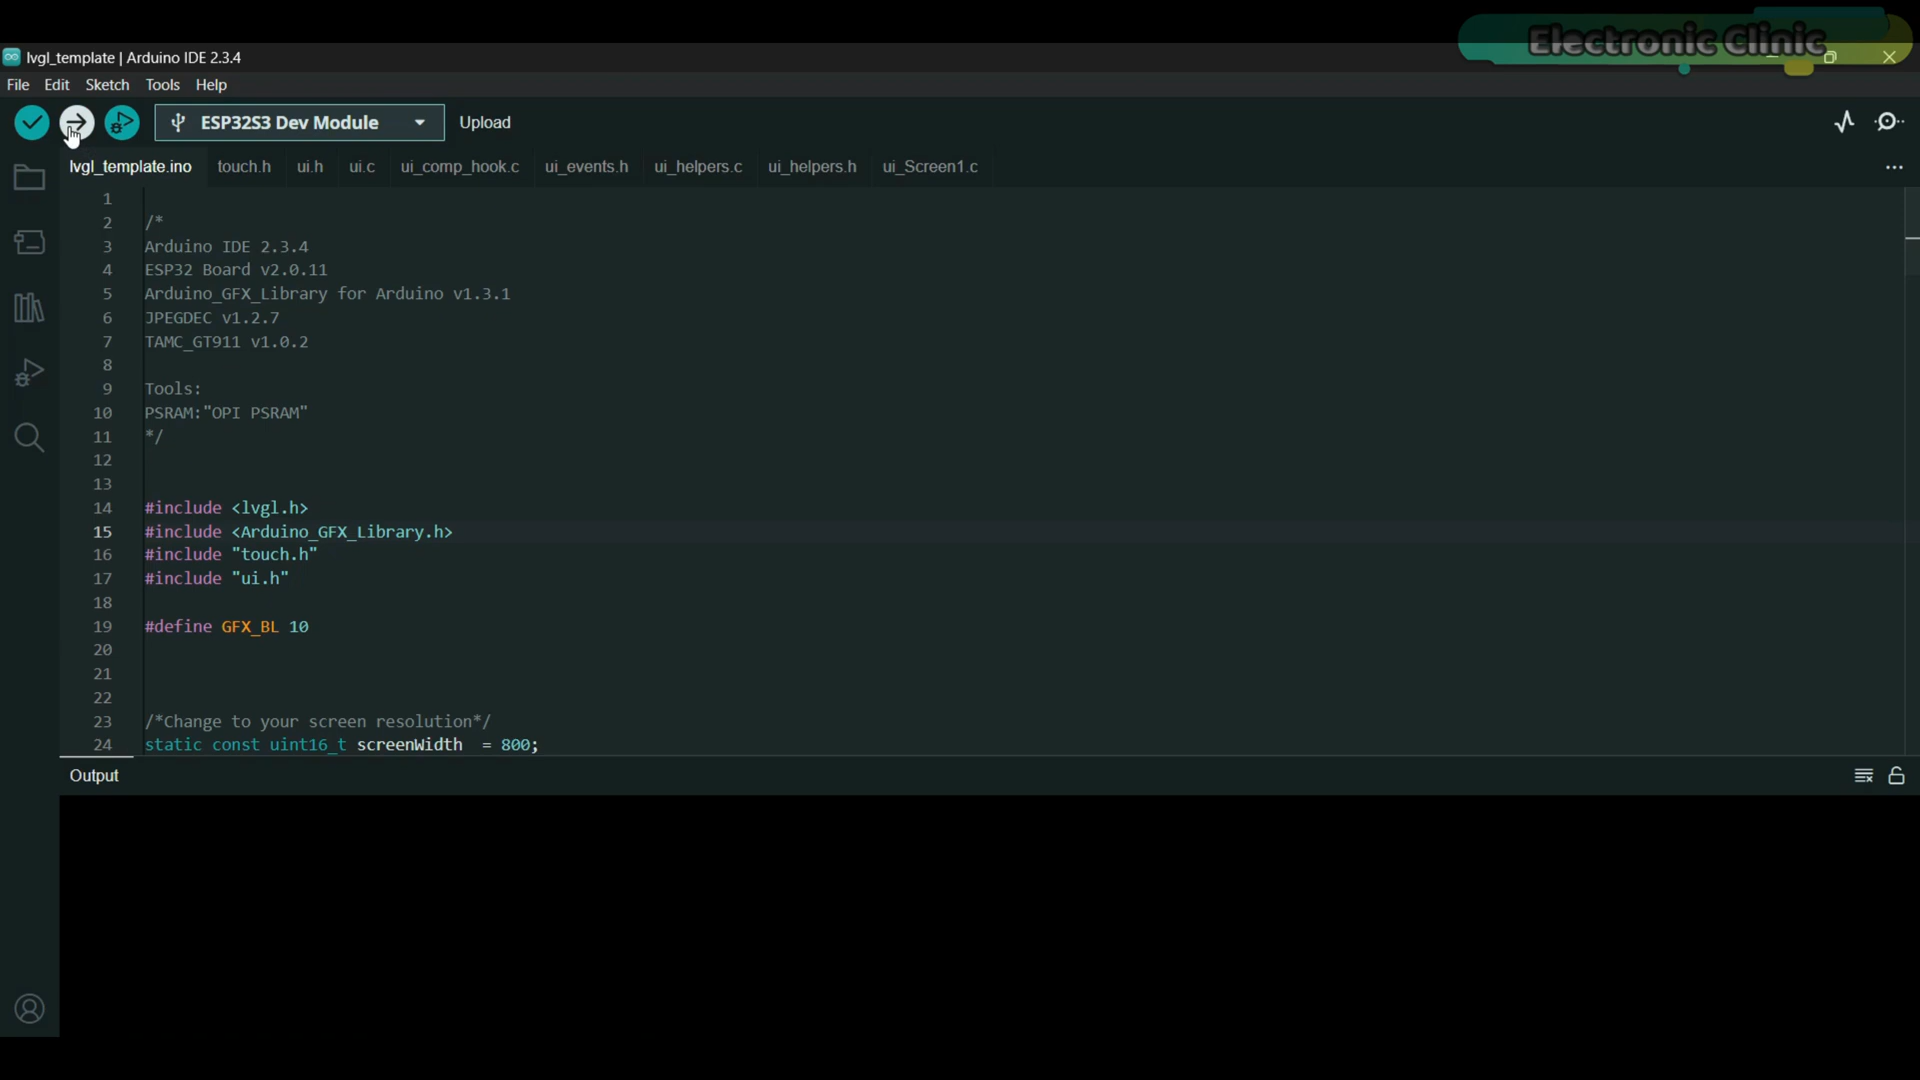 Electronic Clinic
lvgl_template | Arduino IDE 2.3.4
File Edit Sketch Tools Help
ESP32S3 Dev Module Upload
lvgl_template.ino touch.h ui.h ui.c ui_comp_hook.c ui_events.h ui_helpers.c ui_helpers.h ui_Screen1.c
1
2 /*
3 Arduino IDE 2.3.4
4 ESP32 Board v2.0.11
5 Arduino_GFX_Library for Arduino v1.3.1
6 JPEGDEC v1.2.7
7 TAMC_GT911 v1.0.2
8
9 Tools:
10 PSRAM:"OPI PSRAM"
11 */
12
13
14 #include <lvgl.h>
15 #include <Arduino_GFX_Library.h>
16 #include "touch.h"
17 #include "ui.h"
18
19 #define GFX_BL 10
20
21
22
23 /*Change to your screen resolution*/
24 static const uint16_t screenWidth  = 800;
Output